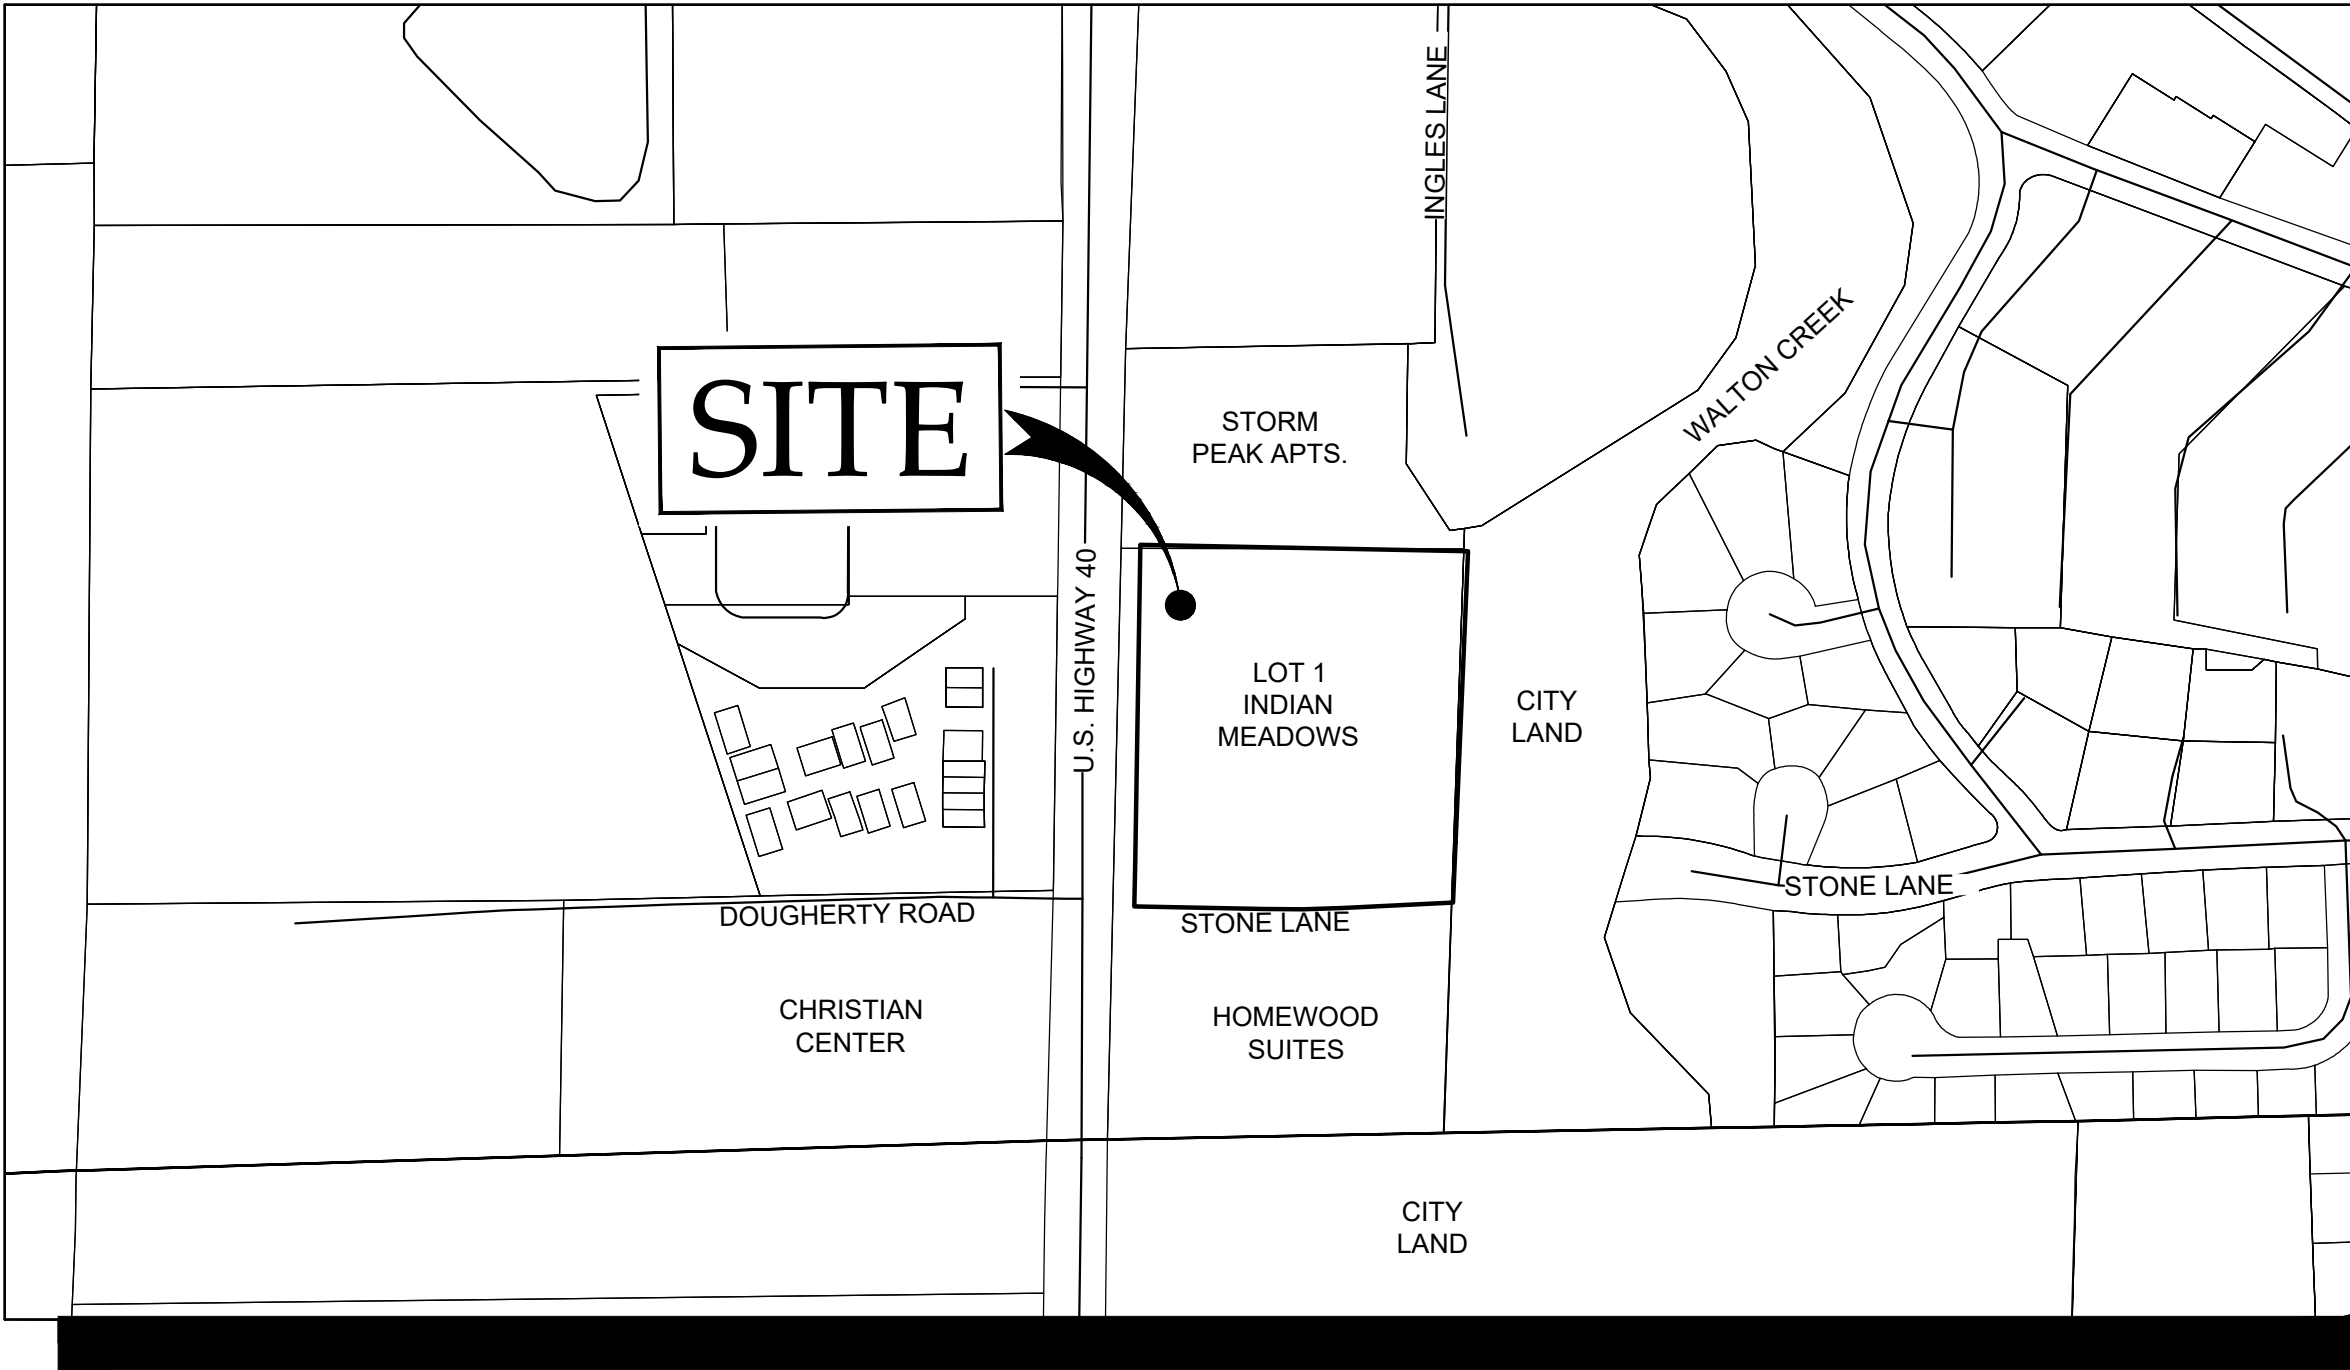 INGLES LANE
WALTON CREEK
SITE
STORM
PEAK APTS.
U.S. HIGHWAY 40
LOT 1
INDIAN
MEADOWS
CITY
LAND
STONE LANE
DOUGHERTY ROAD
STONE LANE
CHRISTIAN
CENTER
HOMEWOOD
SUITES
CITY
LAND